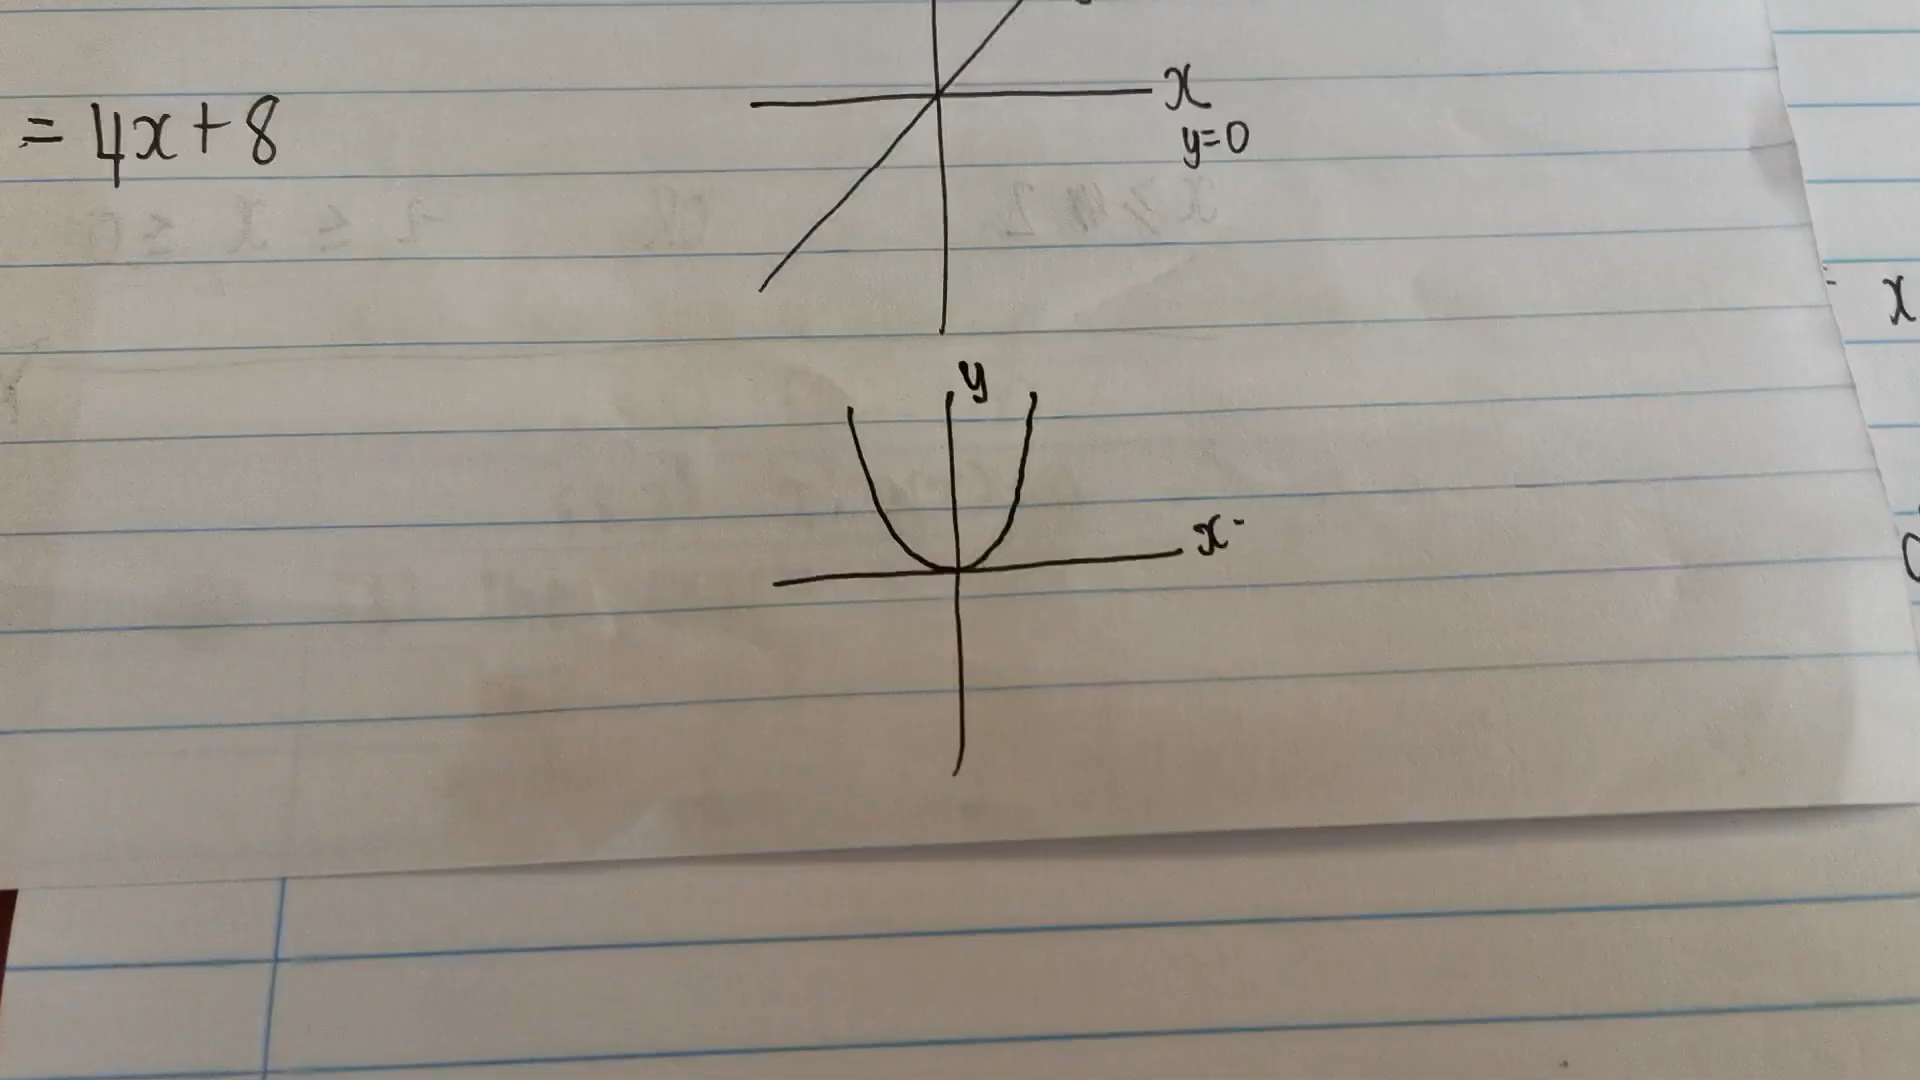 x
= 4x+8
y=0
x
y
x